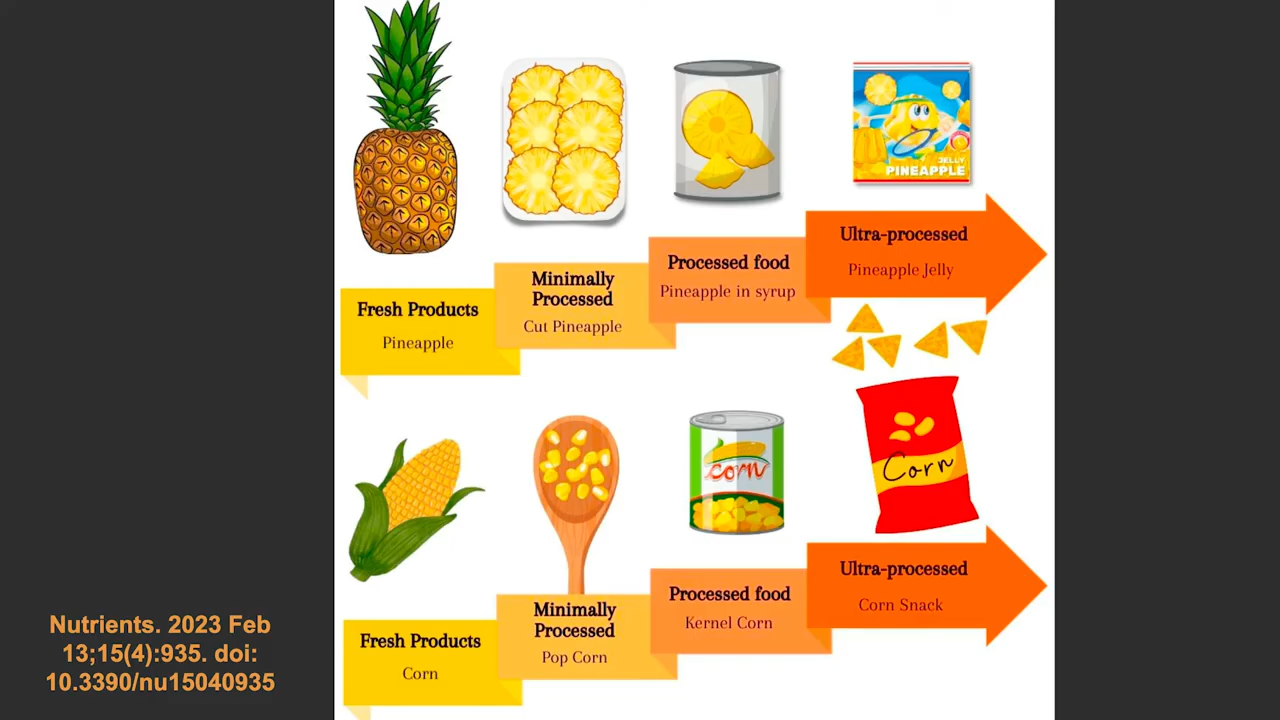 JELLY
PINEAPPLE
Ultra-processed
Pineapple Jelly
Processed food
Pineapple in syrup
Minimally
Processed
Cut Pineapple
Fresh Products
Pineapple
corn
Corn
Ultra-processed
Corn Snack
Processed food
Kernel Corn
Minimally
Processed
Pop Corn
Fresh Products
Corn
Nutrients. 2023 Feb
13;15(4):935. doi:
10.3390/nu15040935